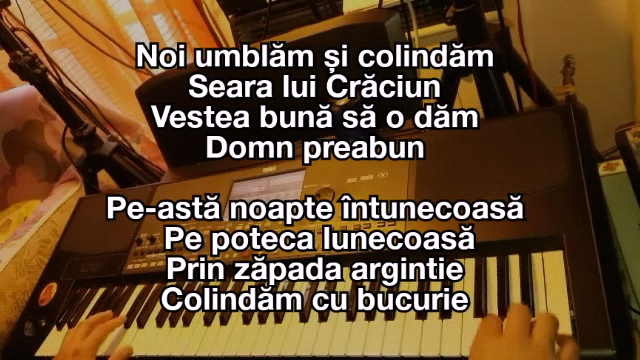 Noi umblăm și colindăm
Seara lui Crăciun
Vestea bună să o dăm
Domn preabun
Pe-astă noapte întunecoasă
Pe poteca lunecoasă
Prin zăpada argintie
Colindăm cu bucurie